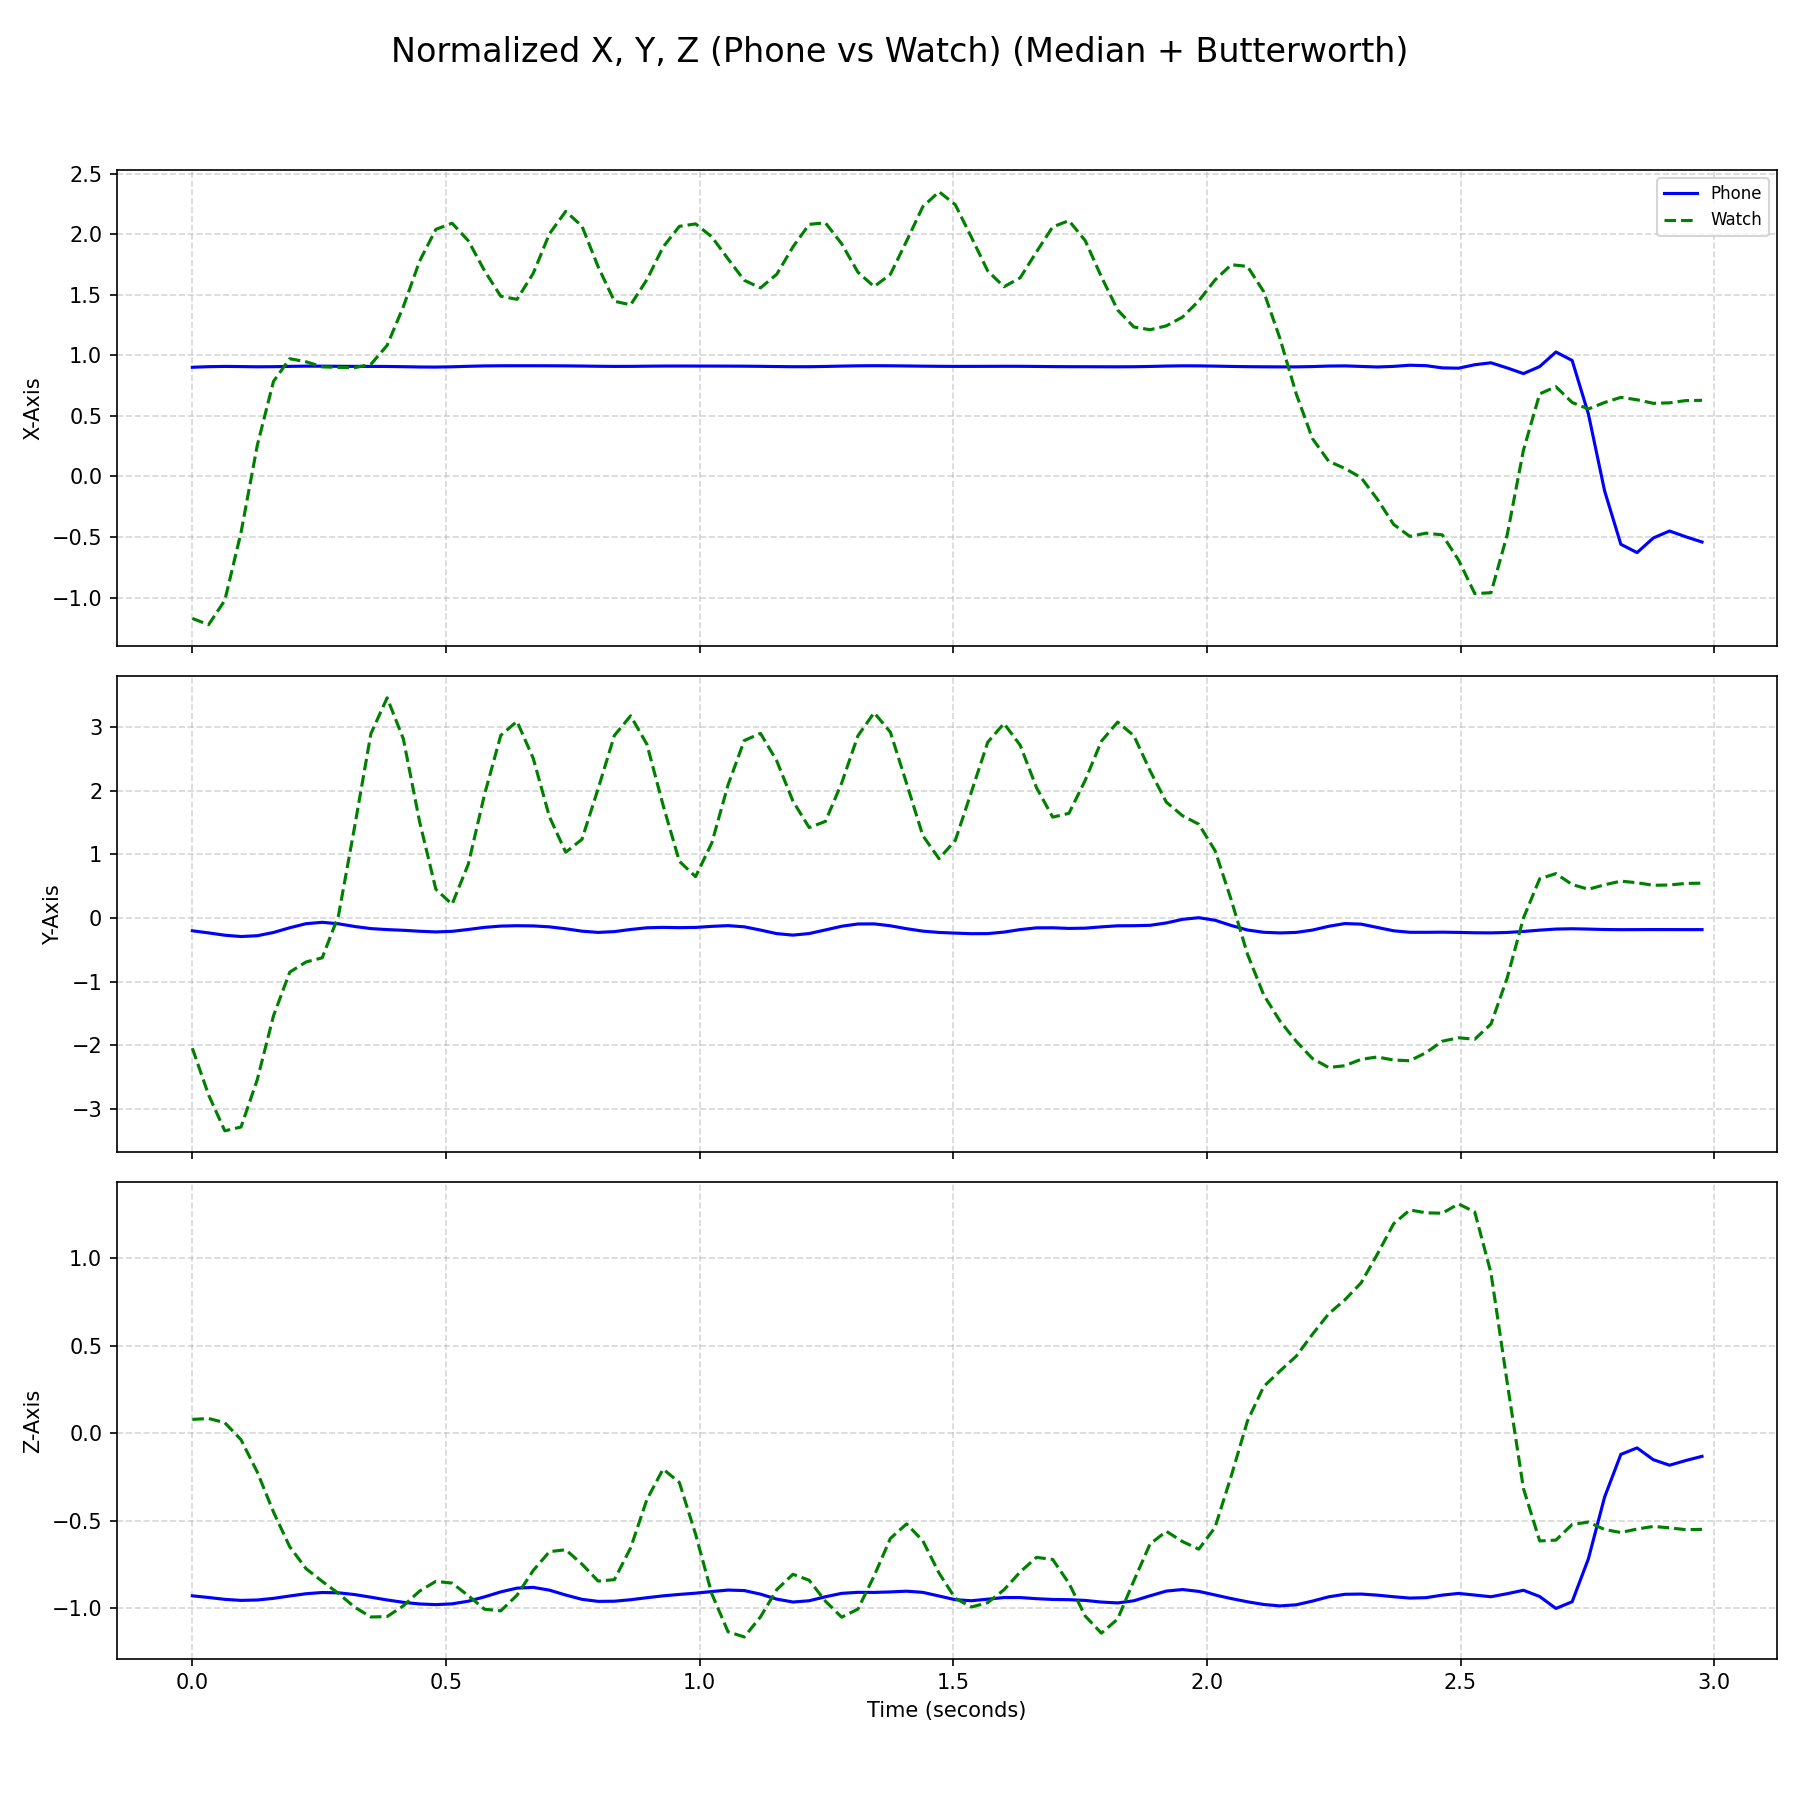 Normalized X, Y, Z (Phone vs Watch) (Median + Butterworth)
X-Axis
2.5
2.0
1.5
1.0
0.5
0.0
−0.5
−1.0
Phone
Watch
Y-Axis
3
2
1
0
−1
−2
−3
Z-Axis
1.0
0.5
0.0
−0.5
−1.0
0.0 0.5 1.0 1.5 2.0 2.5 3.0
Time (seconds)